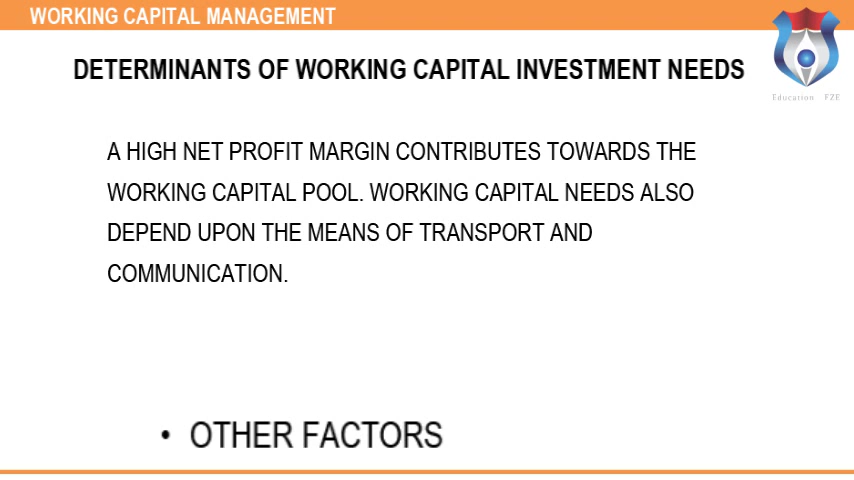 WORKING CAPITAL MANAGEMENT
DETERMINANTS OF WORKING CAPITAL INVESTMENT NEEDS
Education FZE
A HIGH NET PROFIT MARGIN CONTRIBUTES TOWARDS THE
WORKING CAPITAL POOL. WORKING CAPITAL NEEDS ALSO
DEPEND UPON THE MEANS OF TRANSPORT AND
COMMUNICATION.
• OTHER FACTORS